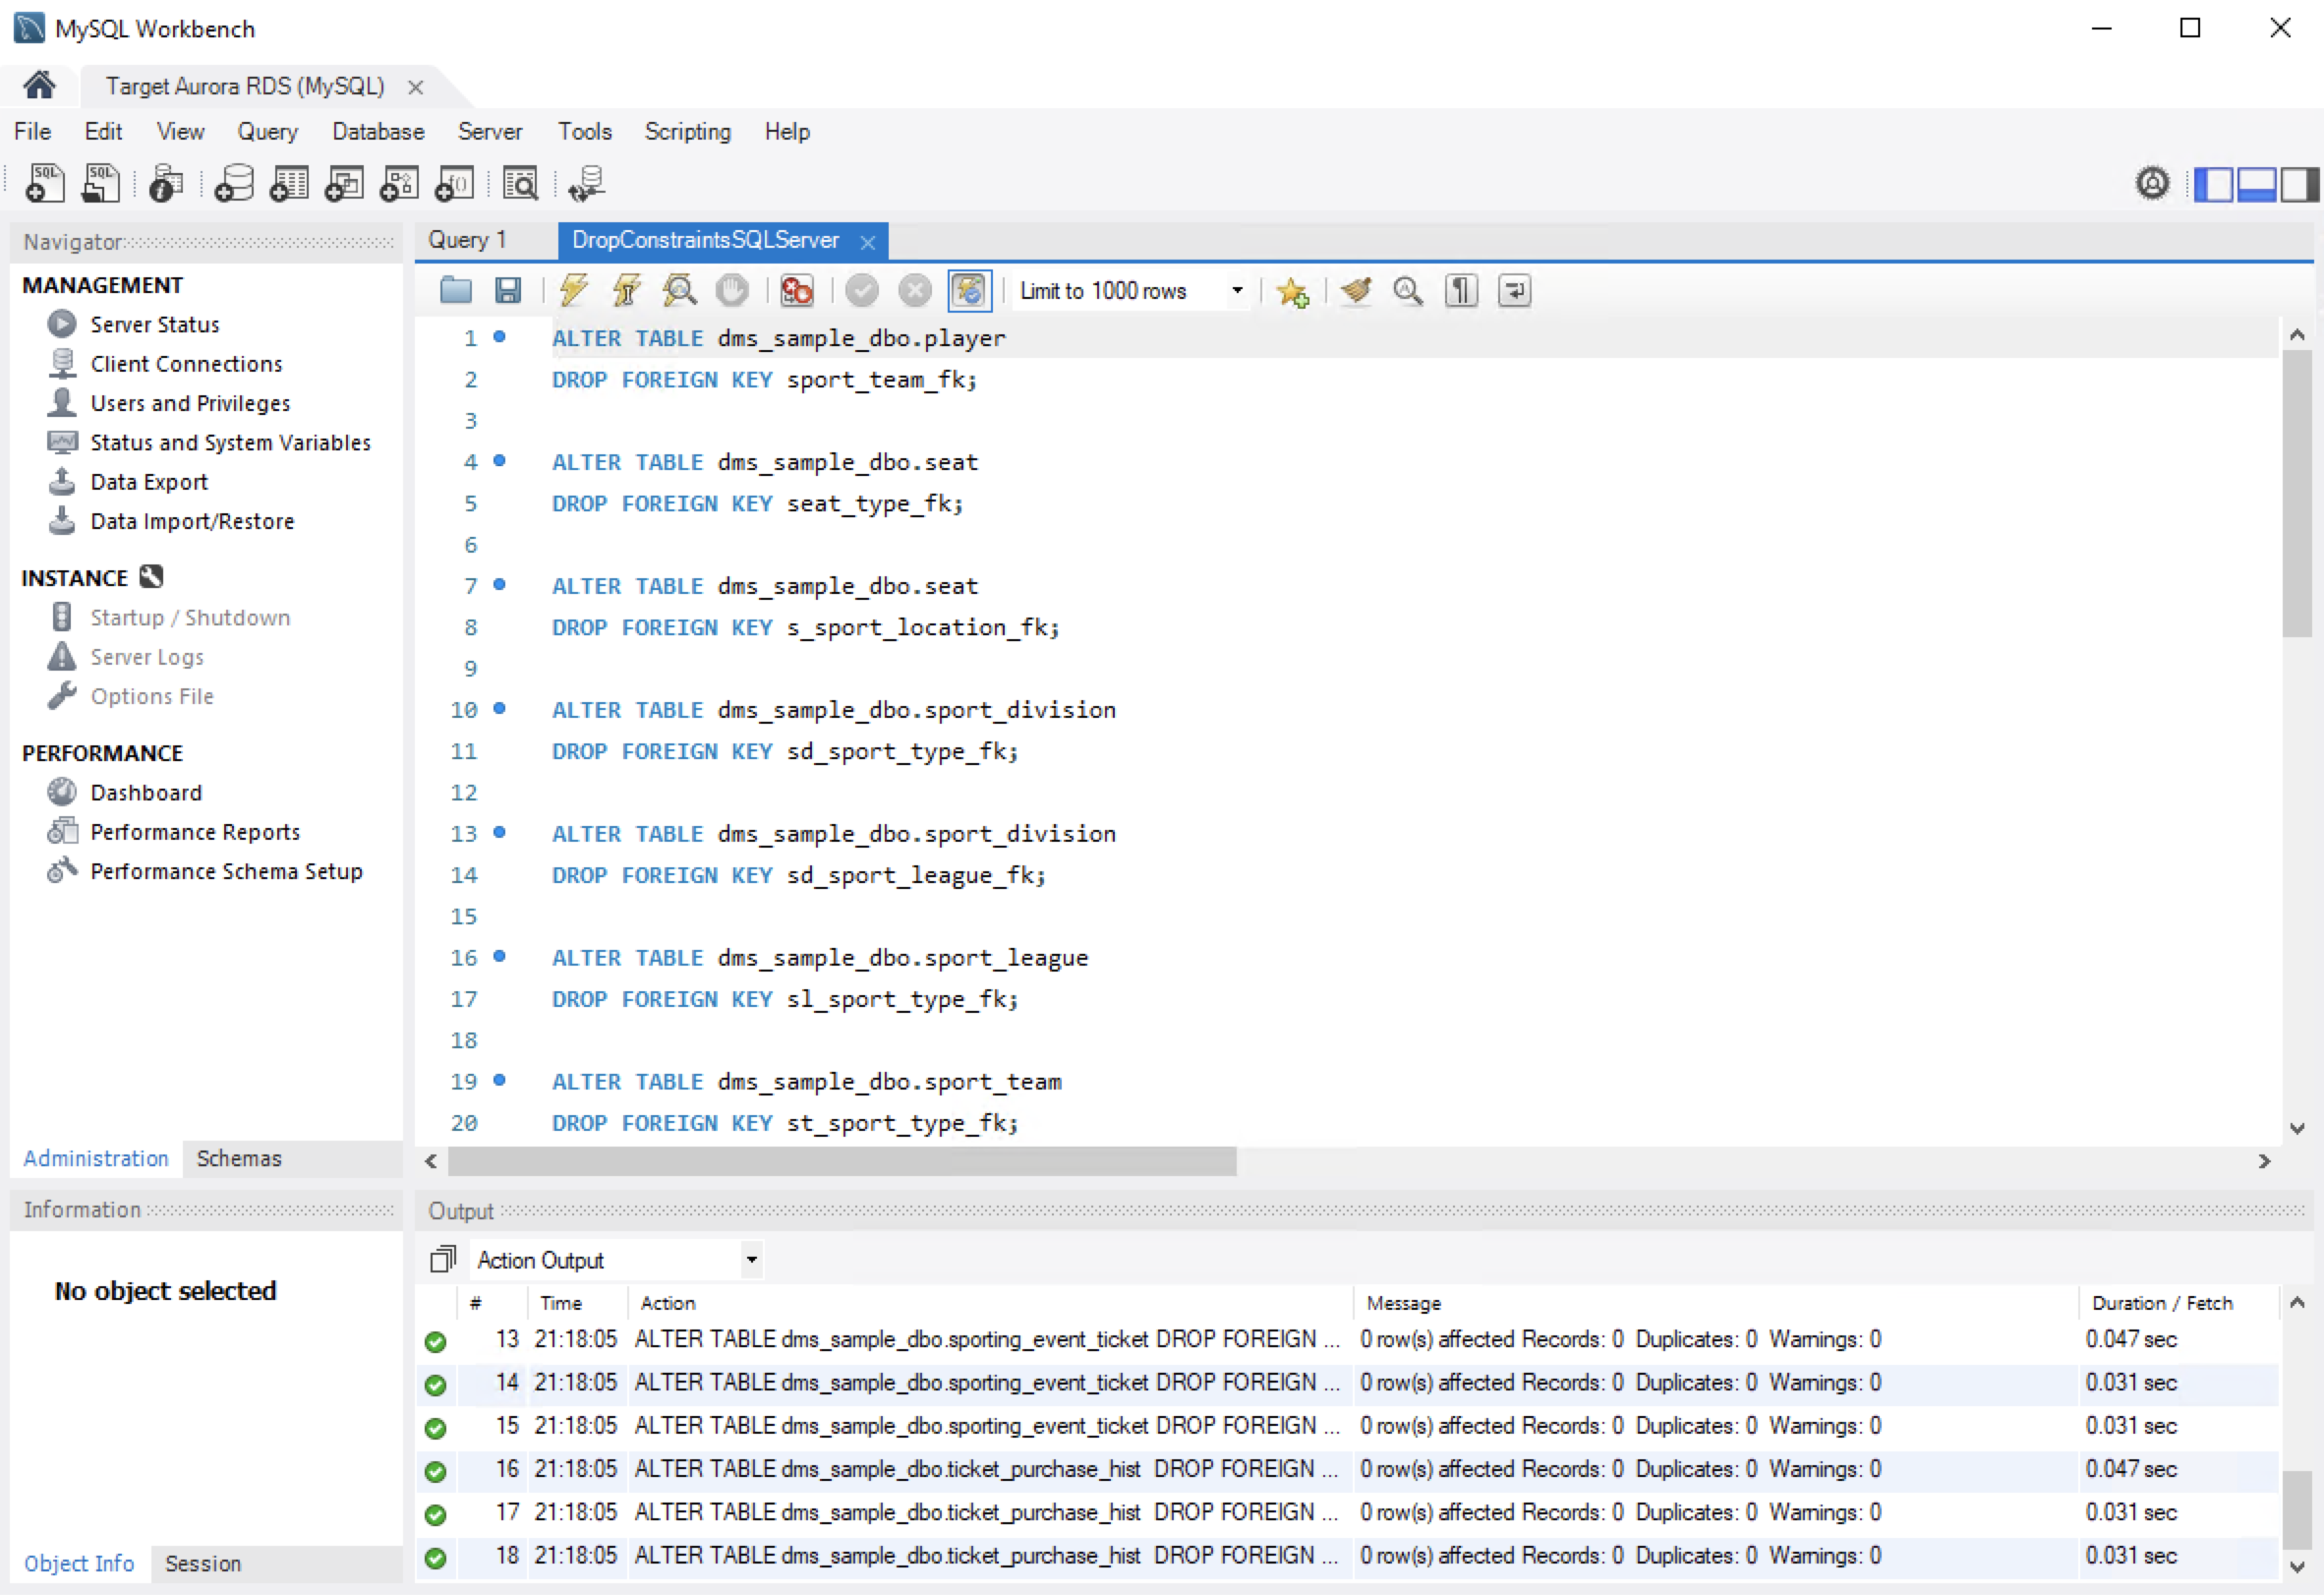 MySQL Workbench
Target Aurora RDS (MySQL)
File Edit View Query Database Server Tools Scripting Help
Navigator
MANAGEMENT
Server Status
Client Connections
Users and Privileges
Status and System Variables
Data Export
Data Import/Restore
INSTANCE
Startup / Shutdown
Server Logs
Options File
PERFORMANCE
Dashboard
Performance Reports
Performance Schema Setup
Administration Schemas
Information
No object selected
Object Info Session
Query 1 DropConstraintsSQLServer
Limit to 1000 rows
1 ALTER TABLE dms_sample_dbo.player
2 DROP FOREIGN KEY sport_team_fk;
3
4 ALTER TABLE dms_sample_dbo.seat
5 DROP FOREIGN KEY seat_type_fk;
6
7 ALTER TABLE dms_sample_dbo.seat
8 DROP FOREIGN KEY s_sport_location_fk;
9
10 ALTER TABLE dms_sample_dbo.sport_division
11 DROP FOREIGN KEY sd_sport_type_fk;
12
13 ALTER TABLE dms_sample_dbo.sport_division
14 DROP FOREIGN KEY sd_sport_league_fk;
15
16 ALTER TABLE dms_sample_dbo.sport_league
17 DROP FOREIGN KEY sl_sport_type_fk;
18
19 ALTER TABLE dms_sample_dbo.sport_team
20 DROP FOREIGN KEY st_sport_type_fk;
Output
Action Output
# Time Action Message Duration / Fetch
13 21:18:05 ALTER TABLE dms_sample_dbo.sporting_event_ticket DROP FOREIGN ... 0 row(s) affected Records: 0 Duplicates: 0 Warnings: 0 0.047 sec
14 21:18:05 ALTER TABLE dms_sample_dbo.sporting_event_ticket DROP FOREIGN ... 0 row(s) affected Records: 0 Duplicates: 0 Warnings: 0 0.031 sec
15 21:18:05 ALTER TABLE dms_sample_dbo.sporting_event_ticket DROP FOREIGN ... 0 row(s) affected Records: 0 Duplicates: 0 Warnings: 0 0.031 sec
16 21:18:05 ALTER TABLE dms_sample_dbo.ticket_purchase_hist DROP FOREIGN ... 0 row(s) affected Records: 0 Duplicates: 0 Warnings: 0 0.047 sec
17 21:18:05 ALTER TABLE dms_sample_dbo.ticket_purchase_hist DROP FOREIGN ... 0 row(s) affected Records: 0 Duplicates: 0 Warnings: 0 0.031 sec
18 21:18:05 ALTER TABLE dms_sample_dbo.ticket_purchase_hist DROP FOREIGN ... 0 row(s) affected Records: 0 Duplicates: 0 Warnings: 0 0.031 sec